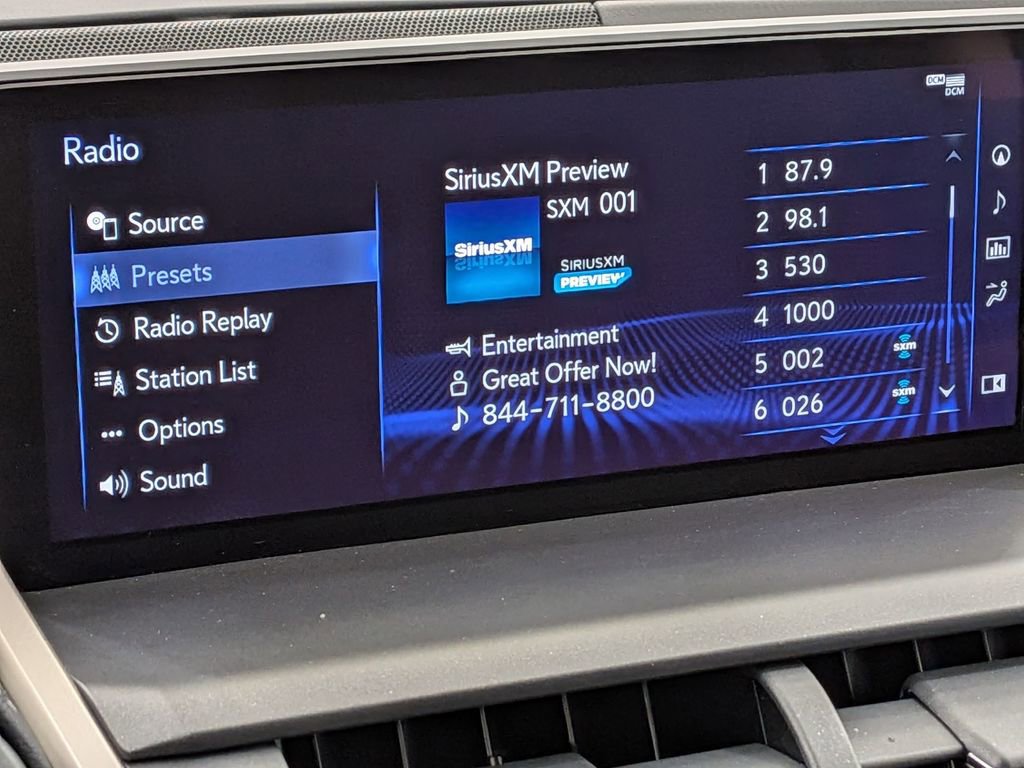 DCM
DCM
Radio
Source
Presets
Radio Replay
Station List
Options
Sound
SiriusXM Preview
SXM 001
SiriusXM
SIRIUSXM
PREVIEW
Entertainment
Great Offer Now!
844-711-8800
1 87.9
2 98.1
3 530
4 1000
5 002 sxm
6 026 sxm